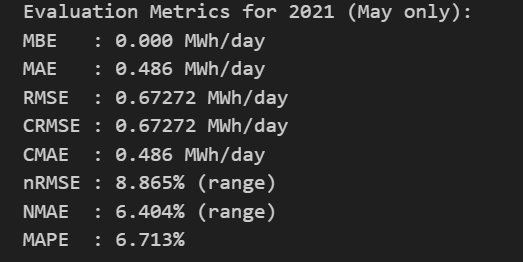 Evaluation Metrics for 2021 (May only):
MBE   : 0.000 MWh/day
MAE   : 0.486 MWh/day
RMSE  : 0.67272 MWh/day
CRMSE : 0.67272 MWh/day
CMAE  : 0.486 MWh/day
nRMSE : 8.865% (range)
NMAE  : 6.404% (range)
MAPE  : 6.713%